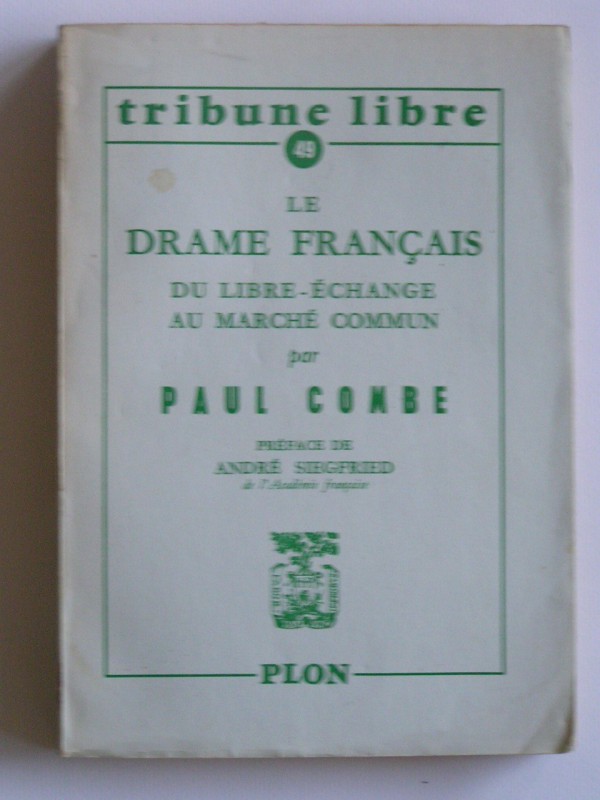 tribune libre
49
LE
DRAME FRANÇAIS
DU LIBRE-ÉCHANGE
AU MARCHÉ COMMUN
par
PAUL COMBE
PRÉFACE DE
ANDRÉ SIEGFRIED
de l'Académie française
PLON